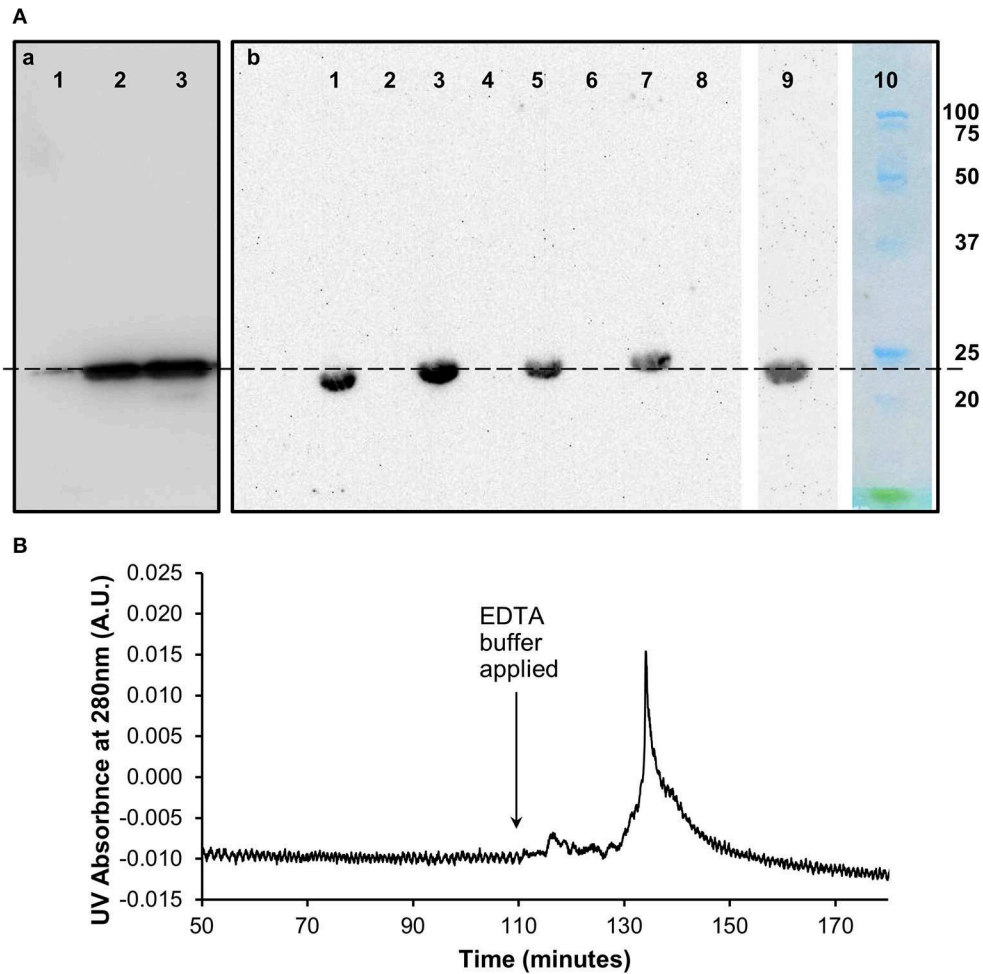 A
a
1 2 3
b
1 2 3 4 5 6 7 8 9 10
100
75
50
37
25
20
B
UV Absorbnce at 280nm (A.U.)
0.025
0.020
0.015
0.010
0.005
0.000
-0.005
-0.010
-0.015
EDTA
buffer
applied
50 70 90 110 130 150 170
Time (minutes)